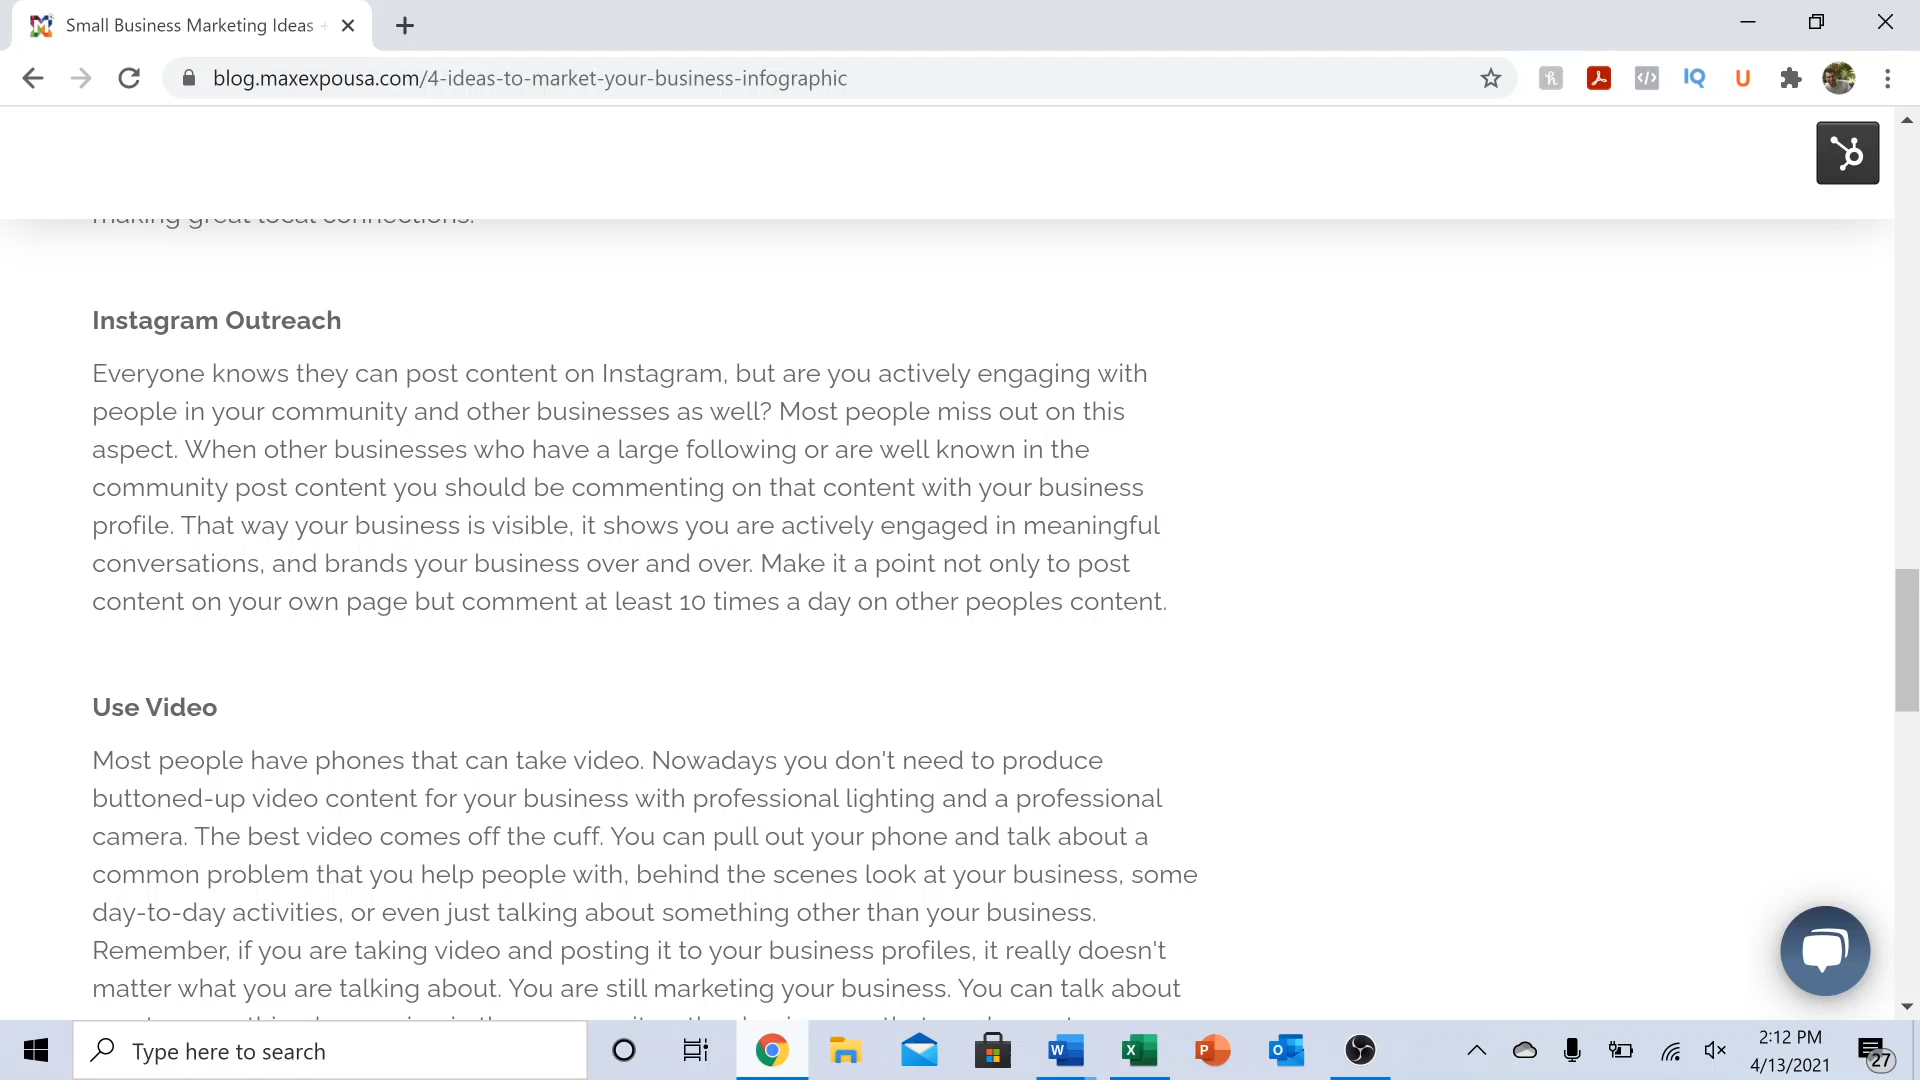 Small Business Marketing Ideas
blog.maxexpousa.com/4-ideas-to-market-your-business-infographic
IQ
U
making great local connections.
Instagram Outreach
Everyone knows they can post content on Instagram, but are you actively engaging with
people in your community and other businesses as well? Most people miss out on this
aspect. When other businesses who have a large following or are well known in the
community post content you should be commenting on that content with your business
profile. That way your business is visible, it shows you are actively engaged in meaningful
conversations, and brands your business over and over. Make it a point not only to post
content on your own page but comment at least 10 times a day on other peoples content.
Use Video
Most people have phones that can take video. Nowadays you don't need to produce
buttoned-up video content for your business with professional lighting and a professional
camera. The best video comes off the cuff. You can pull out your phone and talk about a
common problem that you help people with, behind the scenes look at your business, some
day-to-day activities, or even just talking about something other than your business.
Remember, if you are taking video and posting it to your business profiles, it really doesn't
matter what you are talking about. You are still marketing your business. You can talk about
Type here to search
2:12 PM
4/13/2021
27